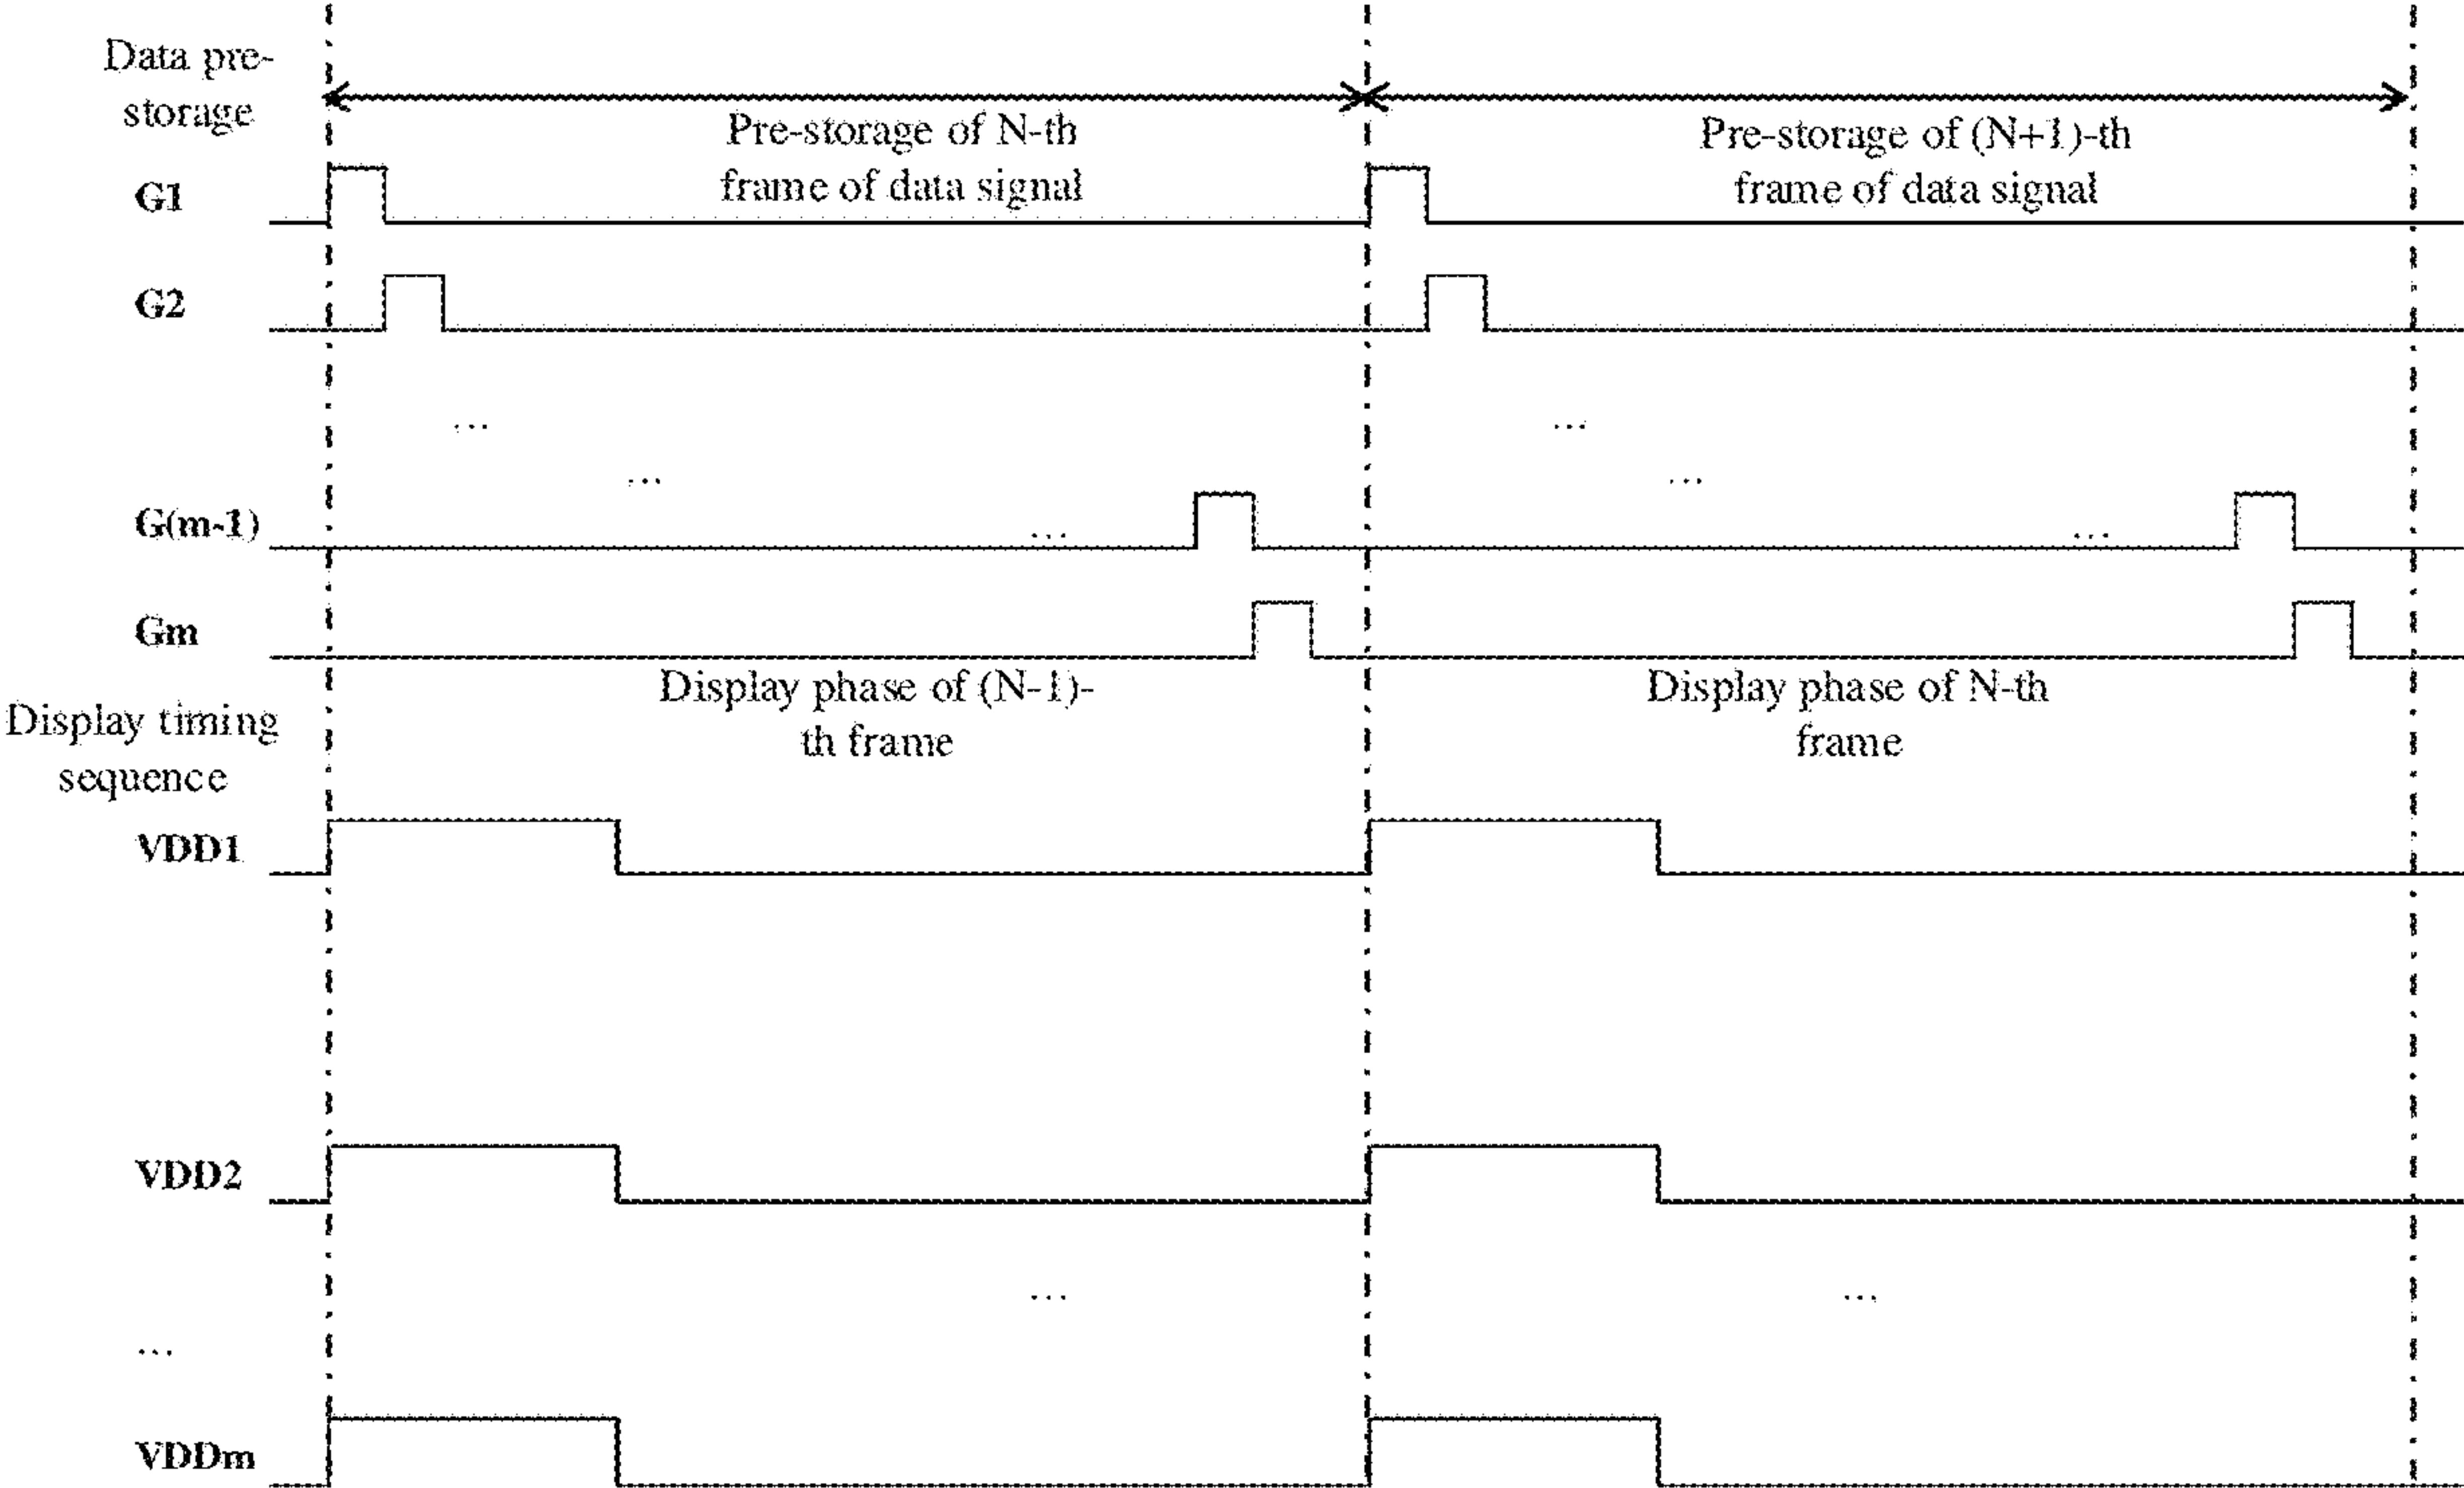 Data pre-
storage
Pre-storage of N-th
frame of data signal
Pre-storage of (N+1)-th
frame of data signal
G1
G2
...
...
...
...
G(m-1)
...
...
Gm
Display phase of (N-1)-
th frame
Display phase of N-th
frame
Display timing
sequence
VDD1
VDD2
...
...
...
VDDm